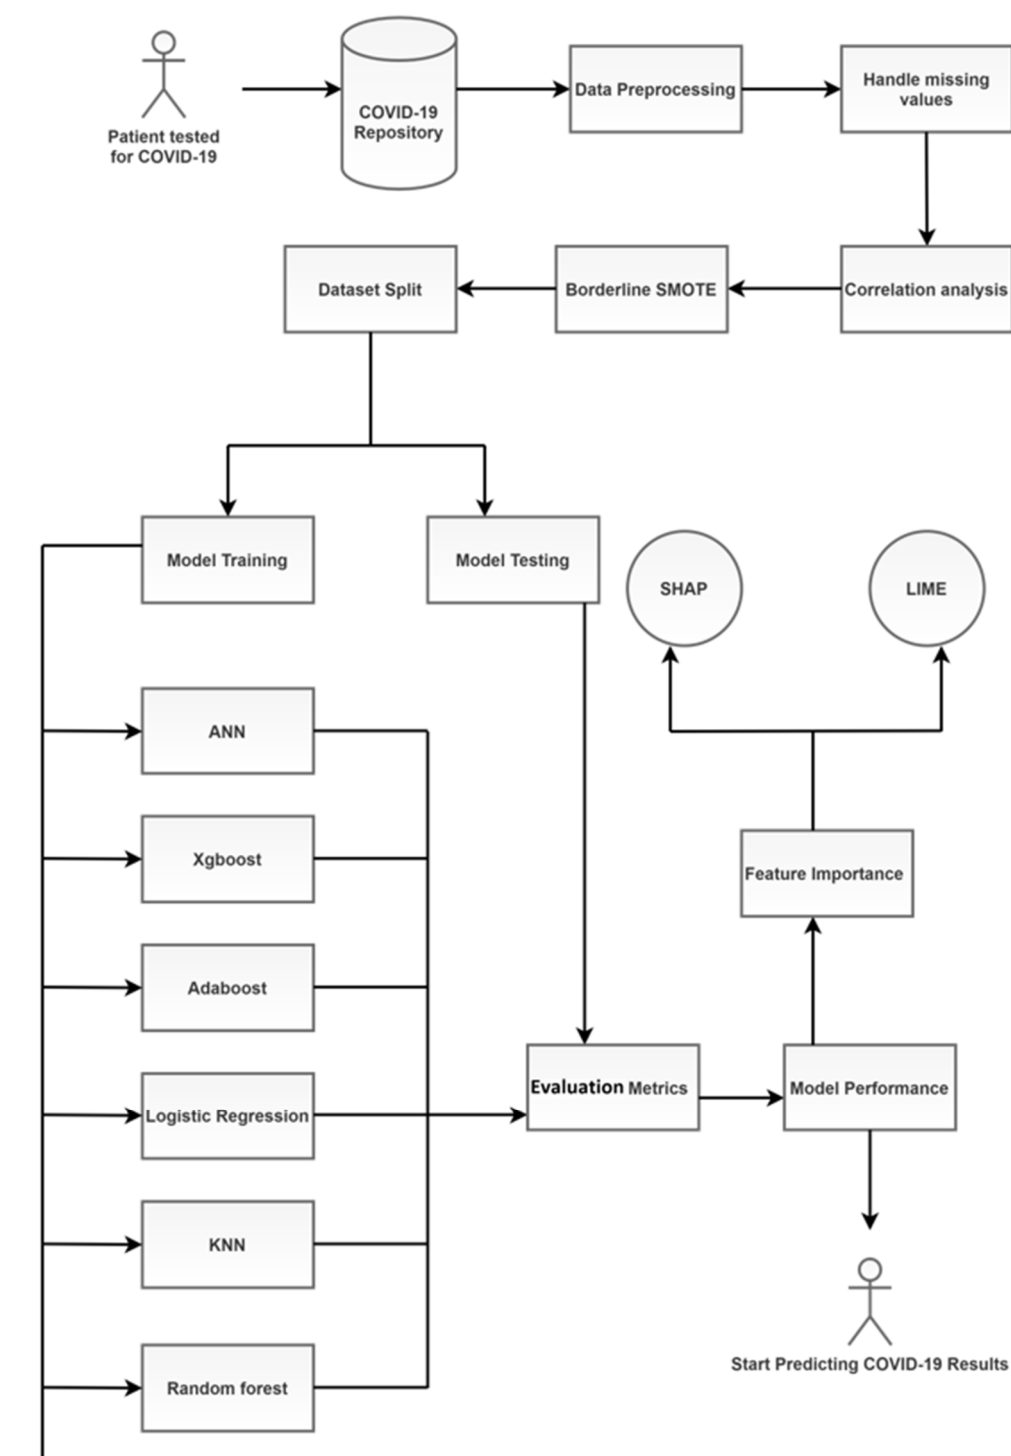 Patient tested
for COVID-19
COVID-19
Repository
Data Preprocessing
Handle missing
values
Dataset Split
Borderline SMOTE
Correlation analysis
Model Training
Model Testing
SHAP
LIME
ANN
Xgboost
Feature Importance
Adaboost
Logistic Regression
Evaluation Metrics
Model Performance
KNN
Start Predicting COVID-19 Results
Random forest